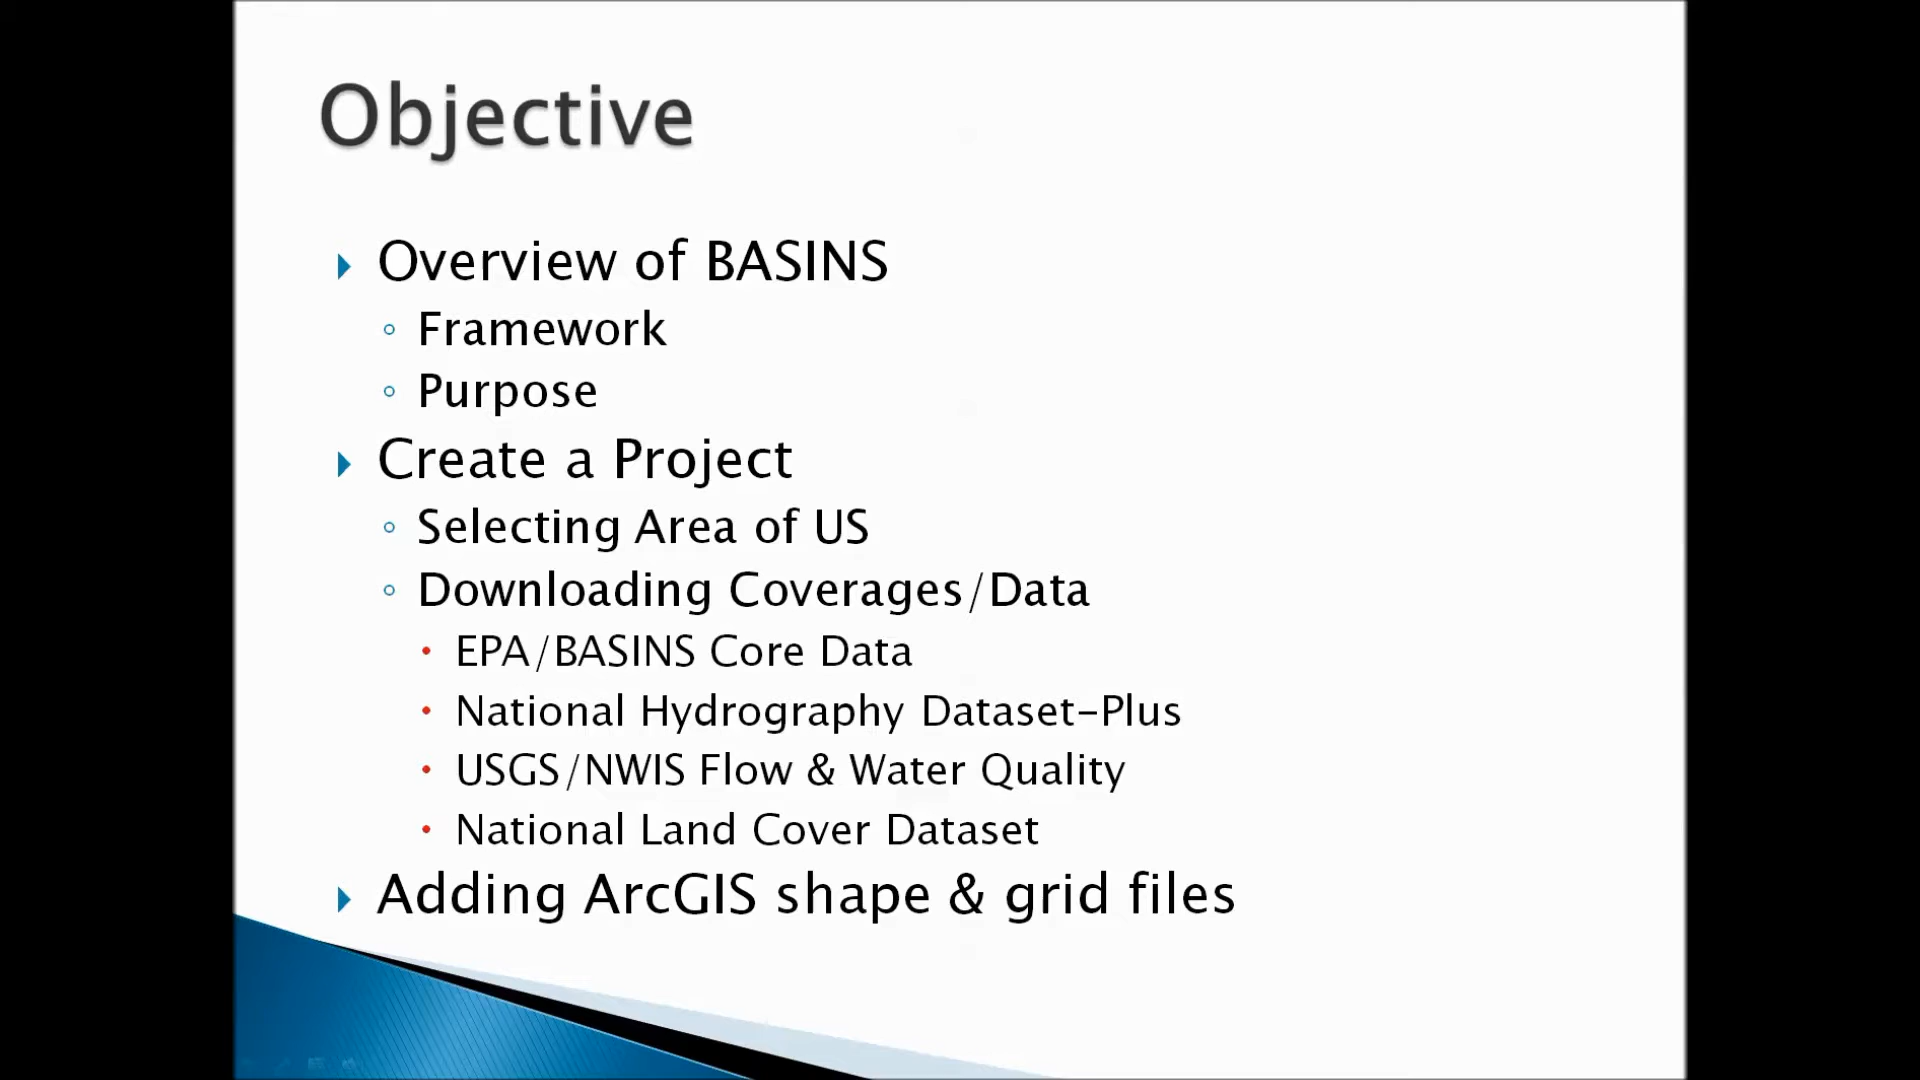 Objective
Overview of BASINS
Framework
Purpose
Create a Project
Selecting Area of US
Downloading Coverages/Data
EPA/BASINS Core Data
National Hydrography Dataset-Plus
USGS/NWIS Flow & Water Quality
National Land Cover Dataset
Adding ArcGIS shape & grid files